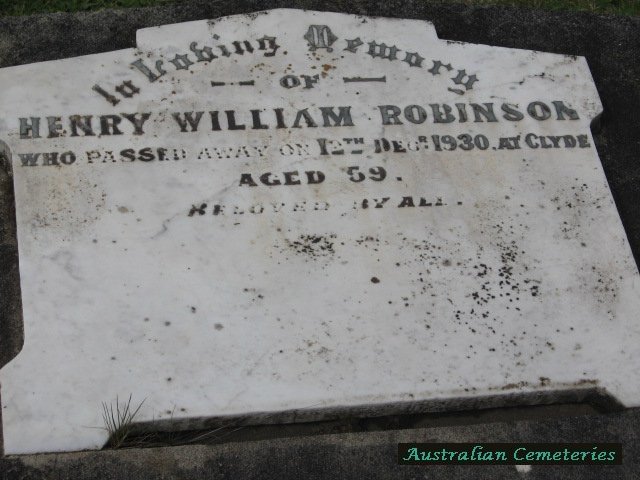 In Loving Memory
— OF —
HENRY WILLIAM ROBINSON
WHO PASSED AWAY ON 12TH DECR 1930. AT CLYDE
AGED 59.
BELOVED BY ALL.
Australian Cemeteries